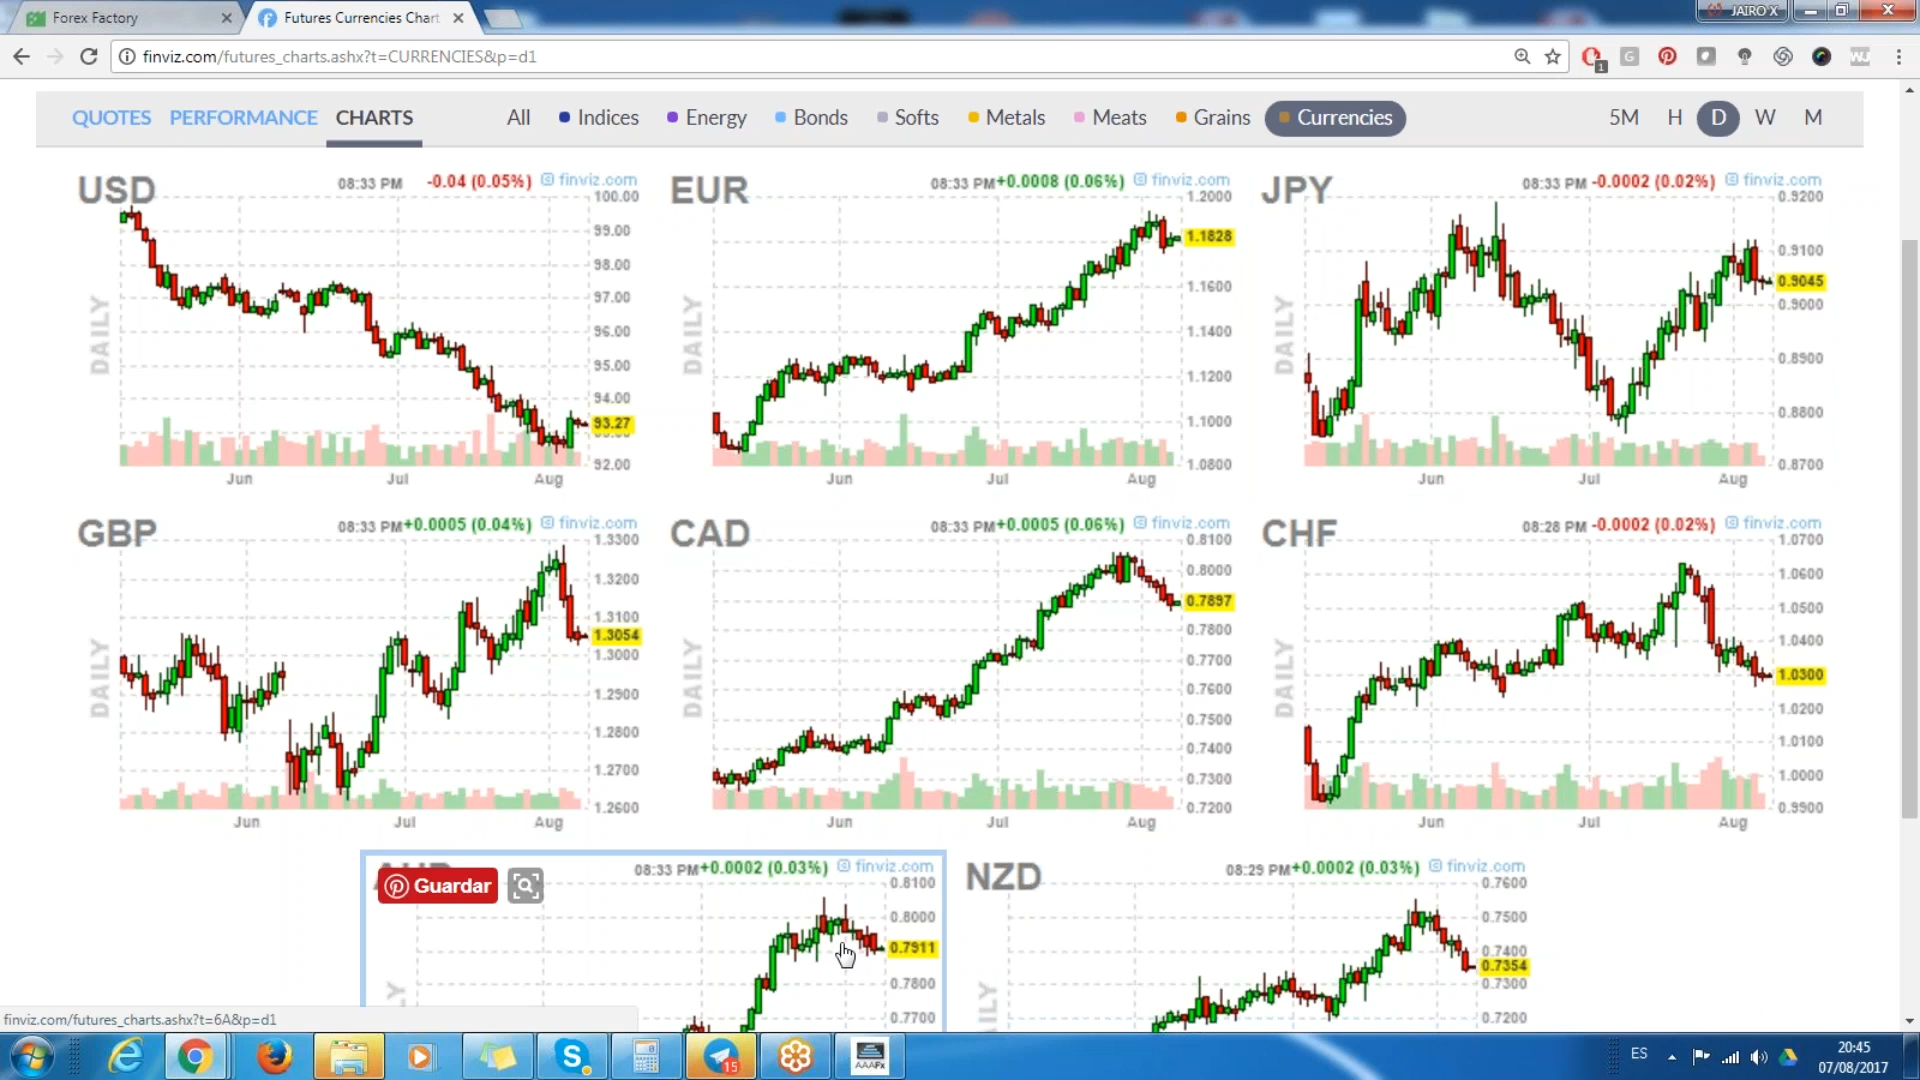 Forex Factory
Futures Currencies Chart
JAIRO X
finviz.com/futures_charts.ashx?t=CURRENCIES&p=d1
QUOTES PERFORMANCE CHARTS All Indices Energy Bonds Softs Metals Meats Grains Currencies 5M H D W M
USD 08:33 PM -0.04 (0.05%) © finviz.com
100.00
99.00
98.00
97.00
96.00
95.00
94.00
93.27
92.00
DAILY
Jun Jul Aug
EUR 08:33 PM +0.0008 (0.06%) © finviz.com
1.2000
1.1828
1.1600
1.1400
1.1200
1.1000
1.0800
DAILY
Jun Jul Aug
JPY 08:33 PM -0.0002 (0.02%) © finviz.com
0.9200
0.9100
0.9045
0.9000
0.8900
0.8800
0.8700
DAILY
Jun Jul Aug
GBP 08:33 PM +0.0005 (0.04%) © finviz.com
1.3300
1.3200
1.3100
1.3054
1.3000
1.2900
1.2800
1.2700
1.2600
DAILY
Jun Jul Aug
CAD 08:33 PM +0.0005 (0.06%) © finviz.com
0.8100
0.8000
0.7897
0.7800
0.7700
0.7600
0.7500
0.7400
0.7300
0.7200
DAILY
Jun Jul Aug
CHF 08:28 PM -0.0002 (0.02%) © finviz.com
1.0700
1.0600
1.0500
1.0400
1.0300
1.0200
1.0100
1.0000
0.9900
DAILY
Jun Jul Aug
Guardar
08:33 PM +0.0002 (0.03%) © finviz.com
0.8100
0.8000
0.7911
0.7800
0.7700
NZD 08:29 PM +0.0002 (0.03%) © finviz.com
0.7600
0.7500
0.7400
0.7354
0.7300
0.7200
finviz.com/futures_charts.ashx?t=6A&p=d1
15
AAAFx
ES
20:45
07/08/2017